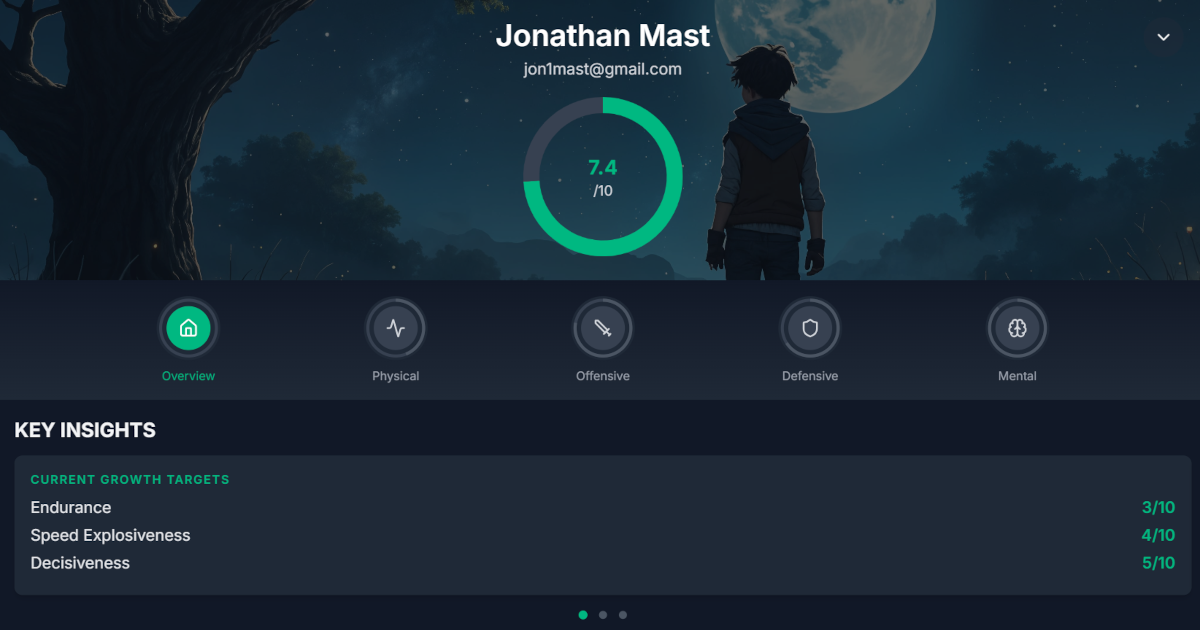 Jonathan Mast
jon1mast@gmail.com
7.4
/10
Overview
Physical
Offensive
Defensive
Mental
KEY INSIGHTS
CURRENT GROWTH TARGETS
Endurance 3/10
Speed Explosiveness 4/10
Decisiveness 5/10